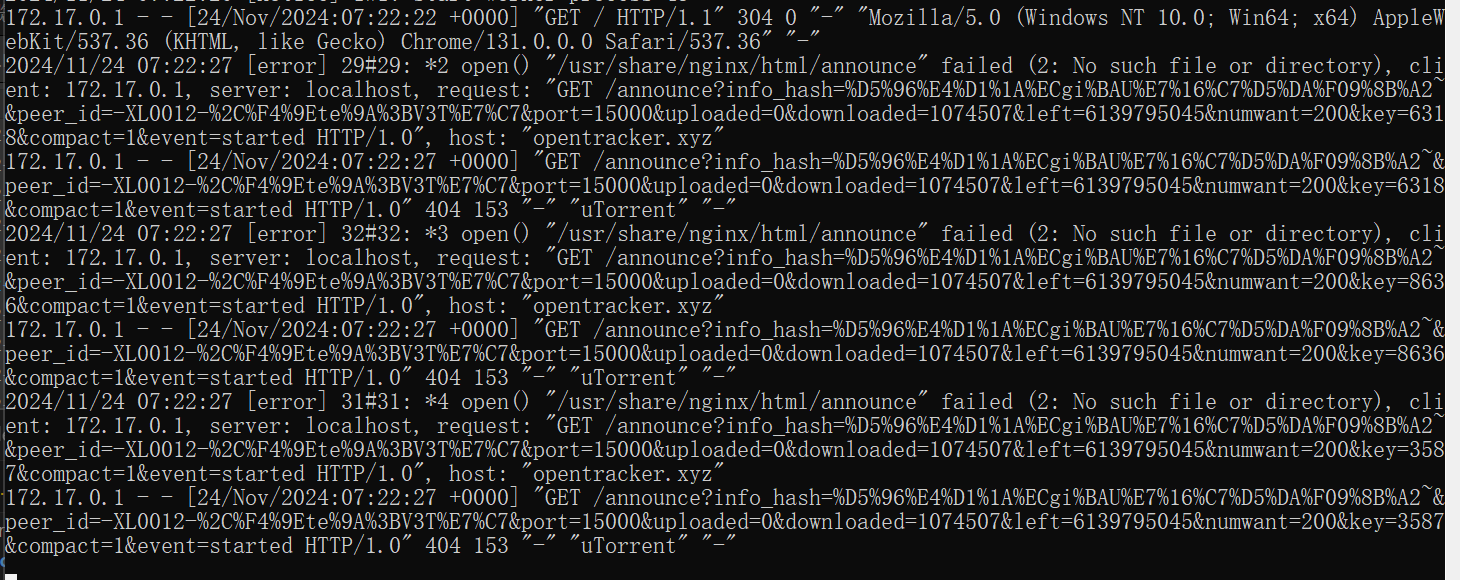 172.17.0.1 - - [24/Nov/2024:07:22:22 +0000] "GET / HTTP/1.1" 304 0 "-" "Mozilla/5.0 (Windows NT 10.0; Win64; x64) AppleW
ebKit/537.36 (KHTML, like Gecko) Chrome/131.0.0.0 Safari/537.36" "-"
2024/11/24 07:22:27 [error] 29#29: *2 open() "/usr/share/nginx/html/announce" failed (2: No such file or directory), cli
ent: 172.17.0.1, server: localhost, request: "GET /announce?info_hash=%D5%96%E4%D1%1A%ECgi%BAU%E7%16%C7%D5%DA%F09%8B%A2~
&peer_id=-XL0012-%2C%F4%9Ete%9A%3BV3T%E7%C7&port=15000&uploaded=0&downloaded=1074507&left=6139795045&numwant=200&key=631
8&compact=1&event=started HTTP/1.0", host: "opentracker.xyz"
172.17.0.1 - - [24/Nov/2024:07:22:27 +0000] "GET /announce?info_hash=%D5%96%E4%D1%1A%ECgi%BAU%E7%16%C7%D5%DA%F09%8B%A2~&
peer_id=-XL0012-%2C%F4%9Ete%9A%3BV3T%E7%C7&port=15000&uploaded=0&downloaded=1074507&left=6139795045&numwant=200&key=6318
&compact=1&event=started HTTP/1.0" 404 153 "-" "uTorrent" "-"
2024/11/24 07:22:27 [error] 32#32: *3 open() "/usr/share/nginx/html/announce" failed (2: No such file or directory), cli
ent: 172.17.0.1, server: localhost, request: "GET /announce?info_hash=%D5%96%E4%D1%1A%ECgi%BAU%E7%16%C7%D5%DA%F09%8B%A2~
&peer_id=-XL0012-%2C%F4%9Ete%9A%3BV3T%E7%C7&port=15000&uploaded=0&downloaded=1074507&left=6139795045&numwant=200&key=863
6&compact=1&event=started HTTP/1.0", host: "opentracker.xyz"
172.17.0.1 - - [24/Nov/2024:07:22:27 +0000] "GET /announce?info_hash=%D5%96%E4%D1%1A%ECgi%BAU%E7%16%C7%D5%DA%F09%8B%A2~&
peer_id=-XL0012-%2C%F4%9Ete%9A%3BV3T%E7%C7&port=15000&uploaded=0&downloaded=1074507&left=6139795045&numwant=200&key=8636
&compact=1&event=started HTTP/1.0" 404 153 "-" "uTorrent" "-"
2024/11/24 07:22:27 [error] 31#31: *4 open() "/usr/share/nginx/html/announce" failed (2: No such file or directory), cli
ent: 172.17.0.1, server: localhost, request: "GET /announce?info_hash=%D5%96%E4%D1%1A%ECgi%BAU%E7%16%C7%D5%DA%F09%8B%A2~
&peer_id=-XL0012-%2C%F4%9Ete%9A%3BV3T%E7%C7&port=15000&uploaded=0&downloaded=1074507&left=6139795045&numwant=200&key=358
7&compact=1&event=started HTTP/1.0", host: "opentracker.xyz"
172.17.0.1 - - [24/Nov/2024:07:22:27 +0000] "GET /announce?info_hash=%D5%96%E4%D1%1A%ECgi%BAU%E7%16%C7%D5%DA%F09%8B%A2~&
peer_id=-XL0012-%2C%F4%9Ete%9A%3BV3T%E7%C7&port=15000&uploaded=0&downloaded=1074507&left=6139795045&numwant=200&key=3587
&compact=1&event=started HTTP/1.0" 404 153 "-" "uTorrent" "-"